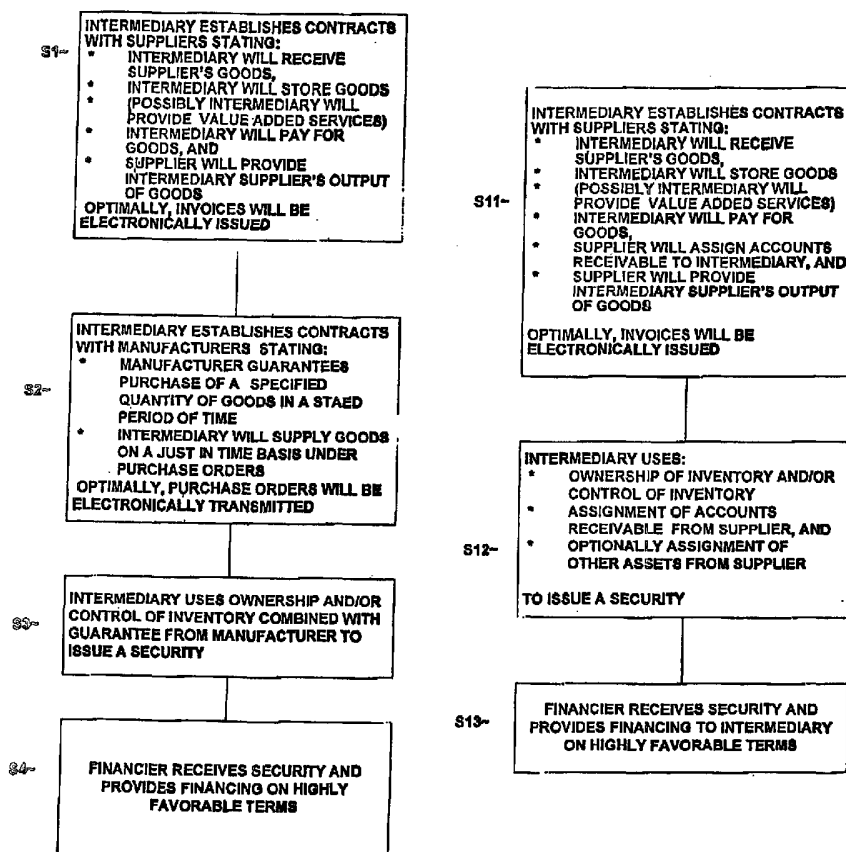 S1~
INTERMEDIARY ESTABLISHES CONTRACTS
WITH SUPPLIERS STATING:
* INTERMEDIARY WILL RECEIVE
SUPPLIER'S GOODS,
* INTERMEDIARY WILL STORE GOODS
* (POSSIBLY INTERMEDIARY WILL
PROVIDE VALUE ADDED SERVICES)
* INTERMEDIARY WILL PAY FOR
GOODS, AND
* SUPPLIER WILL PROVIDE
INTERMEDIARY SUPPLIER'S OUTPUT
OF GOODS
OPTIMALLY, INVOICES WILL BE
ELECTRONICALLY ISSUED
S2~
INTERMEDIARY ESTABLISHES CONTRACTS
WITH MANUFACTURERS STATING:
* MANUFACTURER GUARANTEES
PURCHASE OF A SPECIFIED
QUANTITY OF GOODS IN A STAED
PERIOD OF TIME
* INTERMEDIARY WILL SUPPLY GOODS
ON A JUST IN TIME BASIS UNDER
PURCHASE ORDERS
OPTIMALLY, PURCHASE ORDERS WILL BE
ELECTRONICALLY TRANSMITTED
S3~
INTERMEDIARY USES OWNERSHIP AND/OR
CONTROL OF INVENTORY COMBINED WITH
GUARANTEE FROM MANUFACTURER TO
ISSUE A SECURITY
S4~
FINANCIER RECEIVES SECURITY AND
PROVIDES FINANCING ON HIGHLY
FAVORABLE TERMS
S11~
INTERMEDIARY ESTABLISHES CONTRACTS
WITH SUPPLIERS STATING:
* INTERMEDIARY WILL RECEIVE
SUPPLIER'S GOODS,
* INTERMEDIARY WILL STORE GOODS
* (POSSIBLY INTERMEDIARY WILL
PROVIDE VALUE ADDED SERVICES)
* INTERMEDIARY WILL PAY FOR
GOODS,
* SUPPLIER WILL ASSIGN ACCOUNTS
RECEIVABLE TO INTERMEDIARY, AND
* SUPPLIER WILL PROVIDE
INTERMEDIARY SUPPLIER'S OUTPUT
OF GOODS
OPTIMALLY, INVOICES WILL BE
ELECTRONICALLY ISSUED
S12~
INTERMEDIARY USES:
* OWNERSHIP OF INVENTORY AND/OR
CONTROL OF INVENTORY
* ASSIGNMENT OF ACCOUNTS
RECEIVABLE FROM SUPPLIER, AND
* OPTIONALLY ASSIGNMENT OF
OTHER ASSETS FROM SUPPLIER
TO ISSUE A SECURITY
S13~
FINANCIER RECEIVES SECURITY AND
PROVIDES FINANCING TO INTERMEDIARY
ON HIGHLY FAVORABLE TERMS